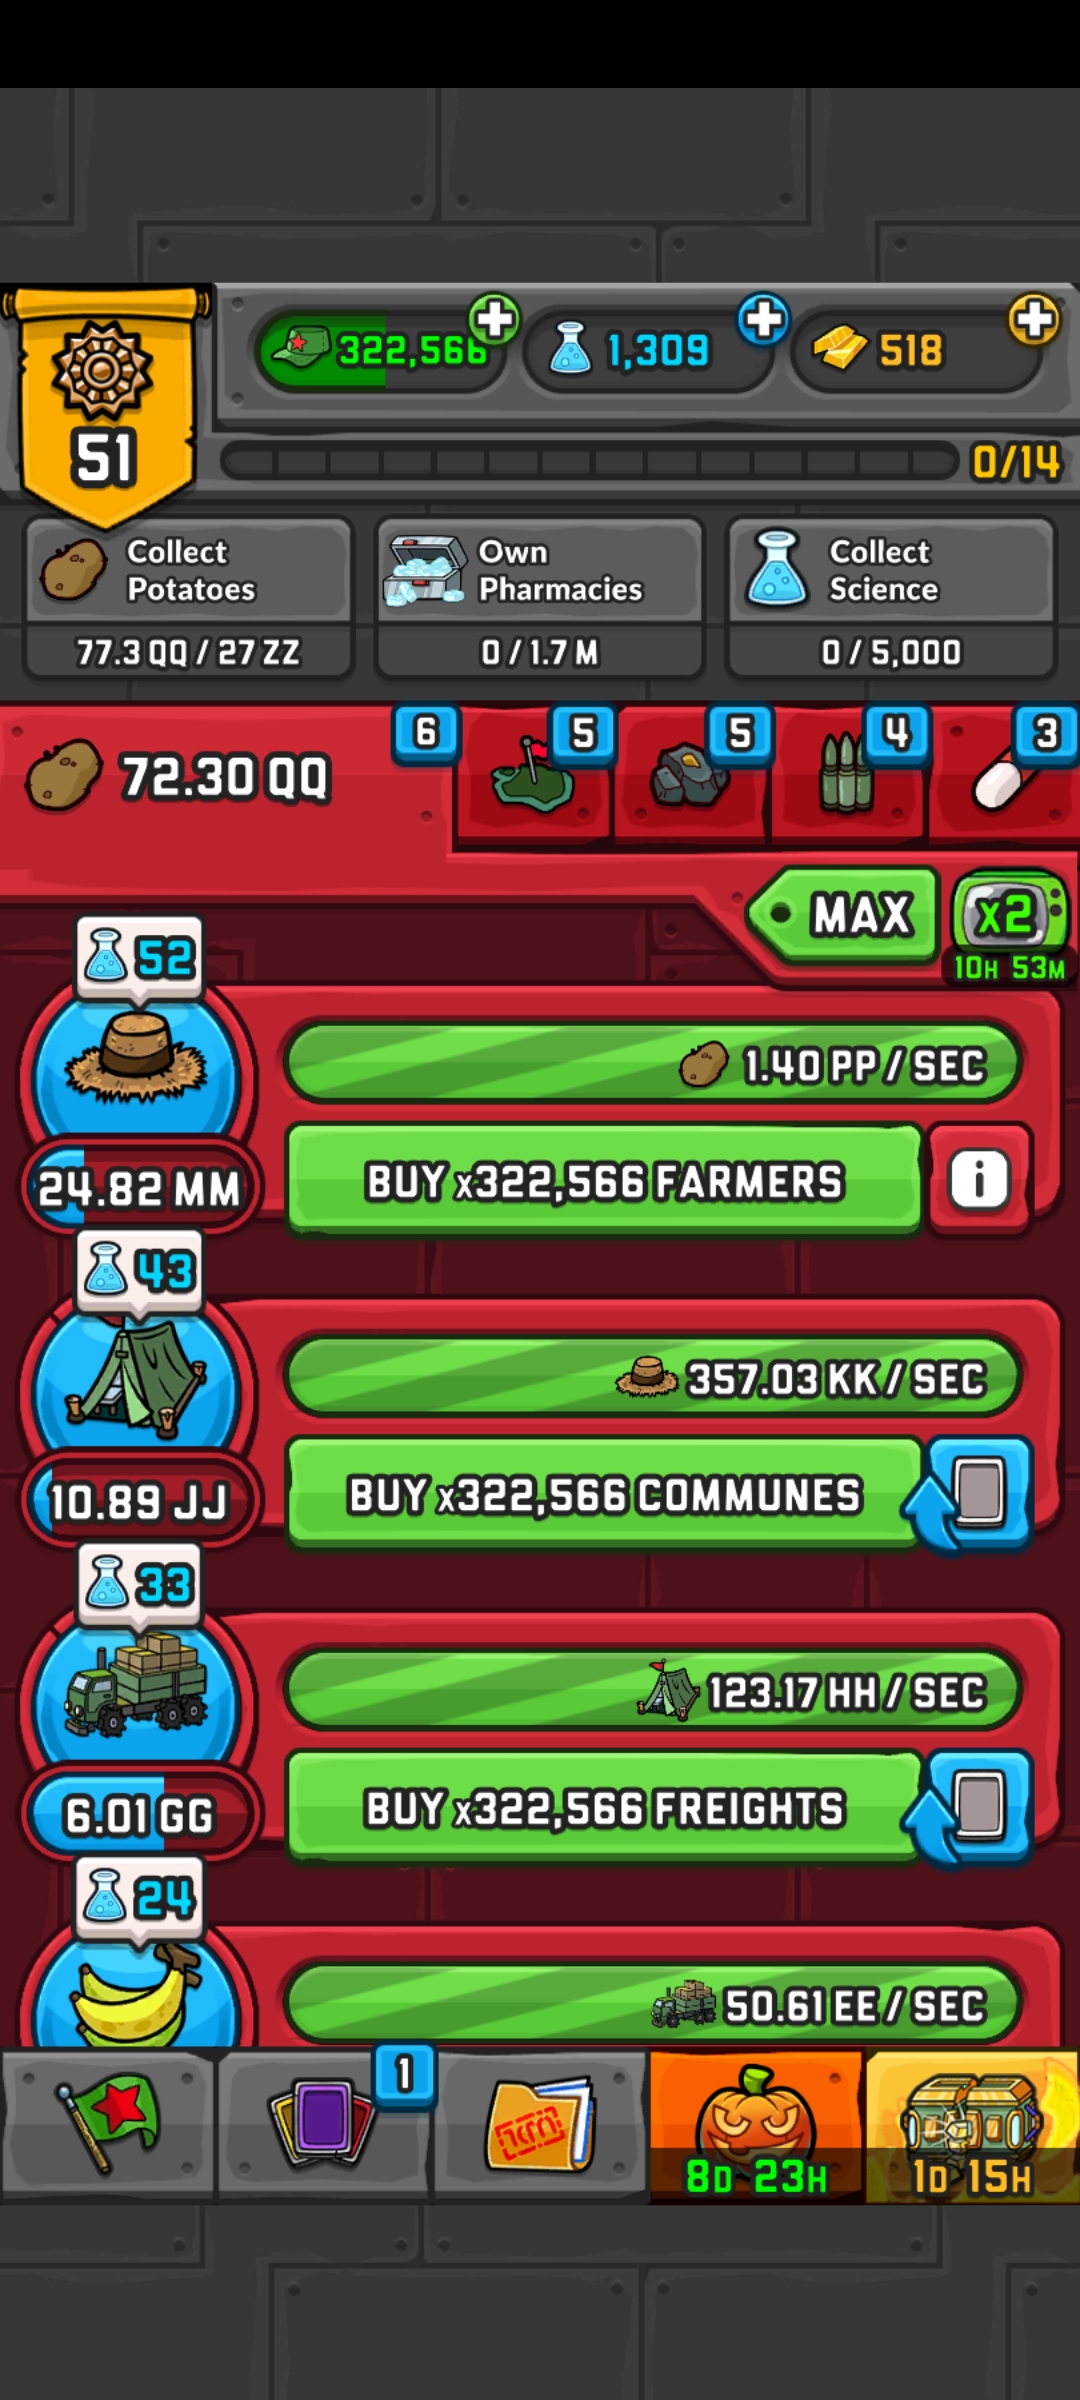 322,566
1,309
518
51
0/14
Collect
Potatoes
77.3 QQ / 27 ZZ
Own
Pharmacies
0 / 1.7 M
Collect
Science
0 / 5,000
72.30 QQ
6
5
5
4
3
MAX
x2
10H 53M
52
1.40 PP / SEC
24.82 MM
BUY x322,566 FARMERS
i
43
357.03 KK / SEC
10.89 JJ
BUY x322,566 COMMUNES
33
123.17 HH / SEC
6.01 GG
BUY x322,566 FREIGHTS
24
50.61 EE / SEC
1
8D 23H
1D 15H